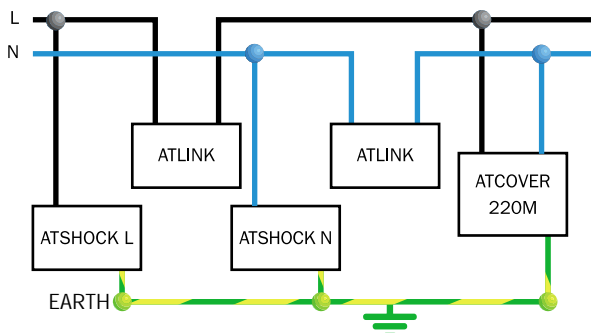 L
N
ATLINK
ATLINK
ATCOVER
220M
ATSHOCK L
ATSHOCK N
EARTH